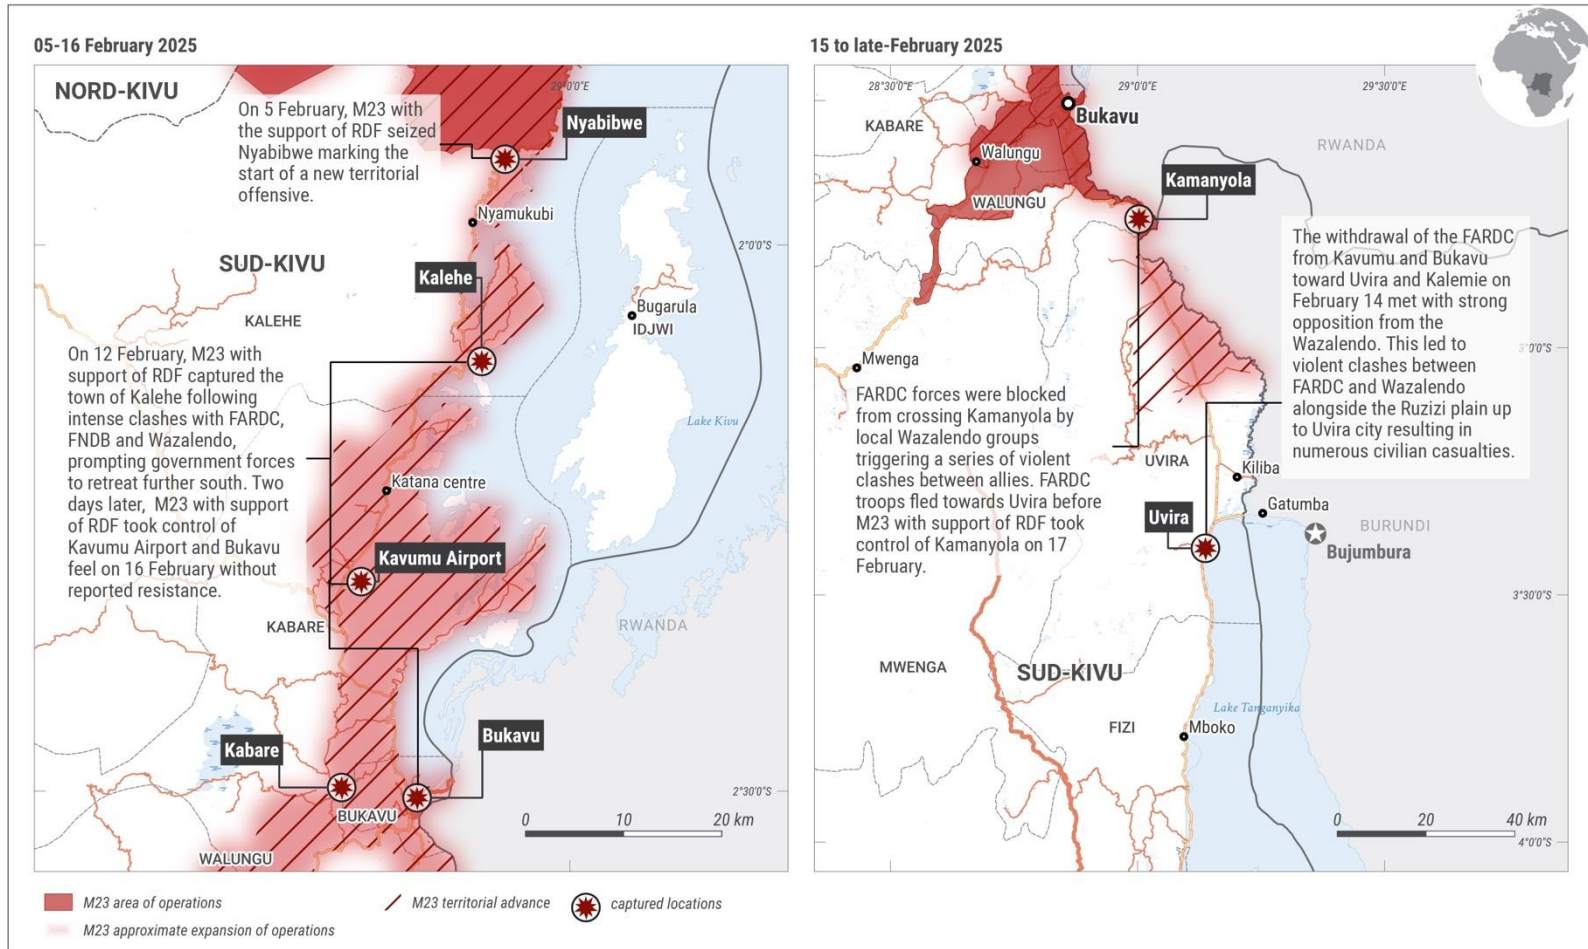 05-16 February 2025
29°0'0"E
NORD-KIVU
On 5 February, M23 with
the support of RDF seized
Nyabibwe marking the
start of a new territorial
offensive.
Nyabibwe
Nyamukubi
2°0'0"S
SUD-KIVU
Kalehe
Bugarula
IDJWI
KALEHE
On 12 February, M23 with
support of RDF captured the
town of Kalehe following
intense clashes with FARDC,
FNDB and Wazalendo,
prompting government forces
to retreat further south. Two
days later, M23 with support
of RDF took control of
Kavumu Airport and Bukavu
feel on 16 February without
reported resistance.
Lake Kivu
Katana centre
Kavumu Airport
KABARE
RWANDA
Kabare
Bukavu
2°30'0"S
BUKAVU
WALUNGU
0 10 20 km
15 to late-February 2025
28°30'0"E
29°0'0"E
29°30'0"E
Bukavu
KABARE
RWANDA
Walungu
Kamanyola
WALUNGU
The withdrawal of the FARDC
from Kavumu and Bukavu
toward Uvira and Kalemie on
February 14 met with strong
opposition from the
Wazalendo. This led to
violent clashes between
FARDC and Wazalendo
alongside the Ruzizi plain up
to Uvira city resulting in
numerous civilian casualties.
3°0'0"S
Mwenga
FARDC forces were blocked
from crossing Kamanyola by
local Wazalendo groups
triggering a series of violent
clashes between allies. FARDC
troops fled towards Uvira before
M23 with support of RDF took
control of Kamanyola on 17
February.
UVIRA
Kiliba
Uvira
Gatumba
BURUNDI
Bujumbura
3°30'0"S
MWENGA
SUD-KIVU
Lake Tanganyika
FIZI
Mboko
0 20 40 km
4°0'0"S
M23 area of operations
M23 territorial advance
captured locations
M23 approximate expansion of operations